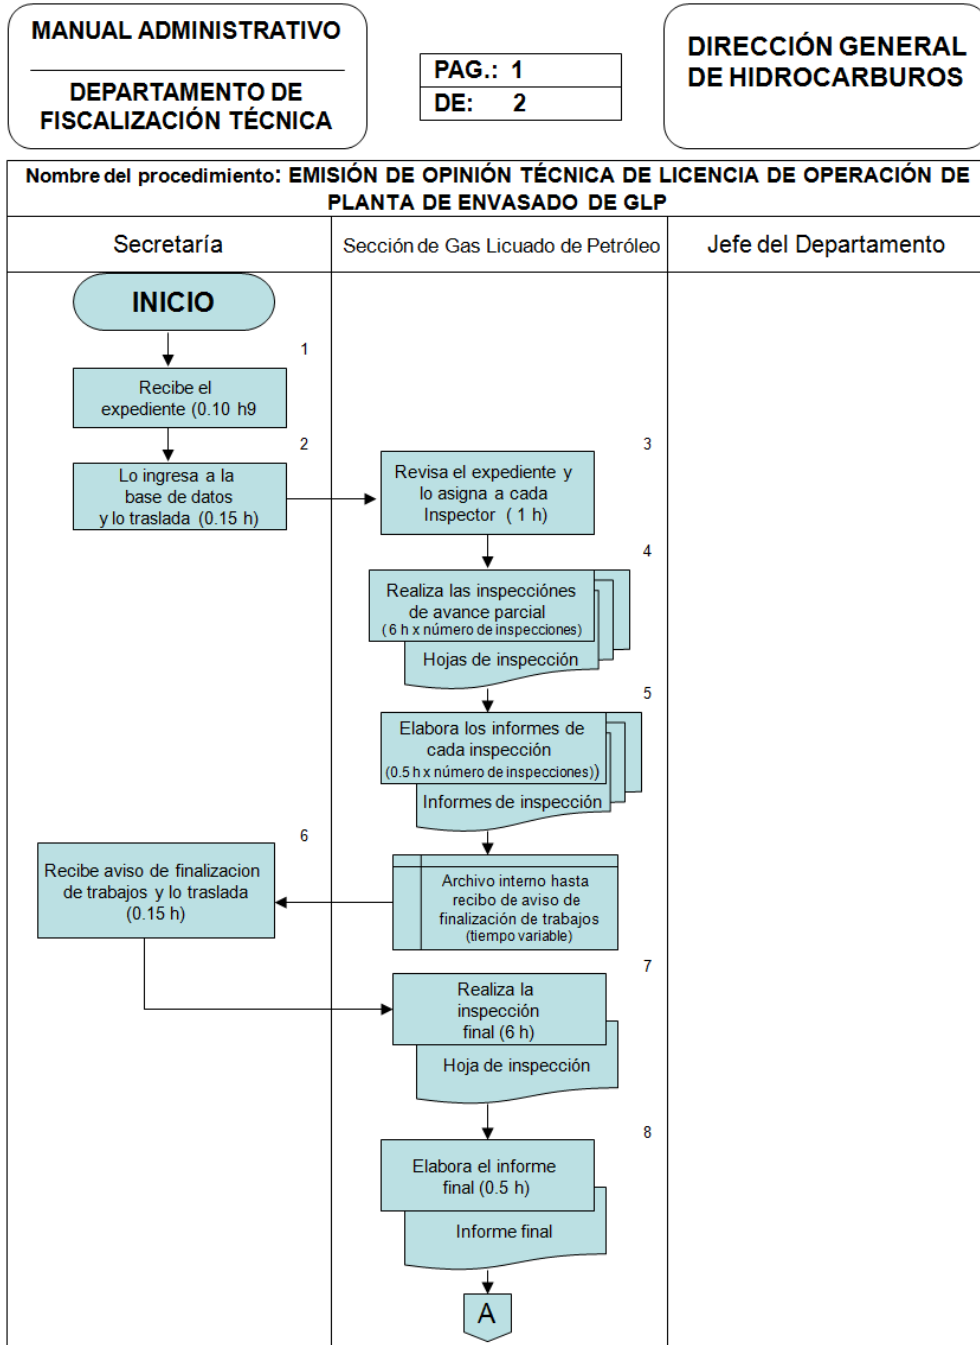 MANUAL ADMINISTRATIVO
DEPARTAMENTO DE
FISCALIZACIÓN TÉCNICA
PAG.: 1
DE: 2
DIRECCIÓN GENERAL
DE HIDROCARBUROS
Nombre del procedimiento: EMISIÓN DE OPINIÓN TÉCNICA DE LICENCIA DE OPERACIÓN DE
PLANTA DE ENVASADO DE GLP
Secretaría
Sección de Gas Licuado de Petróleo
Jefe del Departamento
INICIO
1
Recibe el
expediente (0.10 h9
2
Lo ingresa a la
base de datos
y lo traslada (0.15 h)
3
Revisa el expediente y
lo asigna a cada
Inspector ( 1 h)
4
Realiza las inspecciónes
de avance parcial
( 6 h x número de inspecciones)
Hojas de inspección
5
Elabora los informes de
cada inspección
(0.5 h x número de inspecciones))
Informes de inspección
6
Recibe aviso de finalizacion
de trabajos y lo traslada
(0.15 h)
Archivo interno hasta
recibo de aviso de
finalización de trabajos
(tiempo variable)
7
Realiza la
inspección
final (6 h)
Hoja de inspección
8
Elabora el informe
final (0.5 h)
Informe final
A